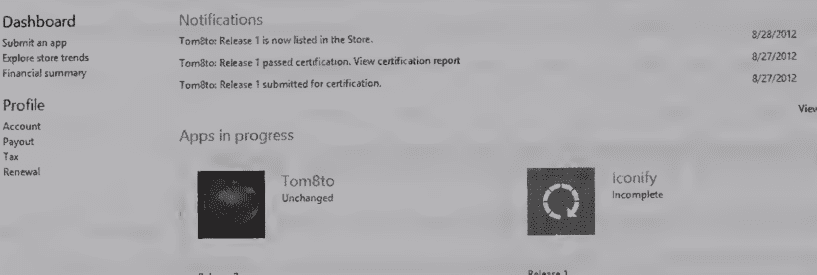 Dashboard
Submit an app
Explore store trends
Financial summary
Profile
Account
Payout
Tax
Renewal
Notifications
Tom8to: Release 1 is now listed in the Store. 8/28/2012
Tom8to: Release 1 passed certification. View certification report 8/27/2012
Tom8to: Release 1 submitted for certification. 8/27/2012
View
Apps in progress
Tom8to
Unchanged
Iconify
Incomplete
Release 1